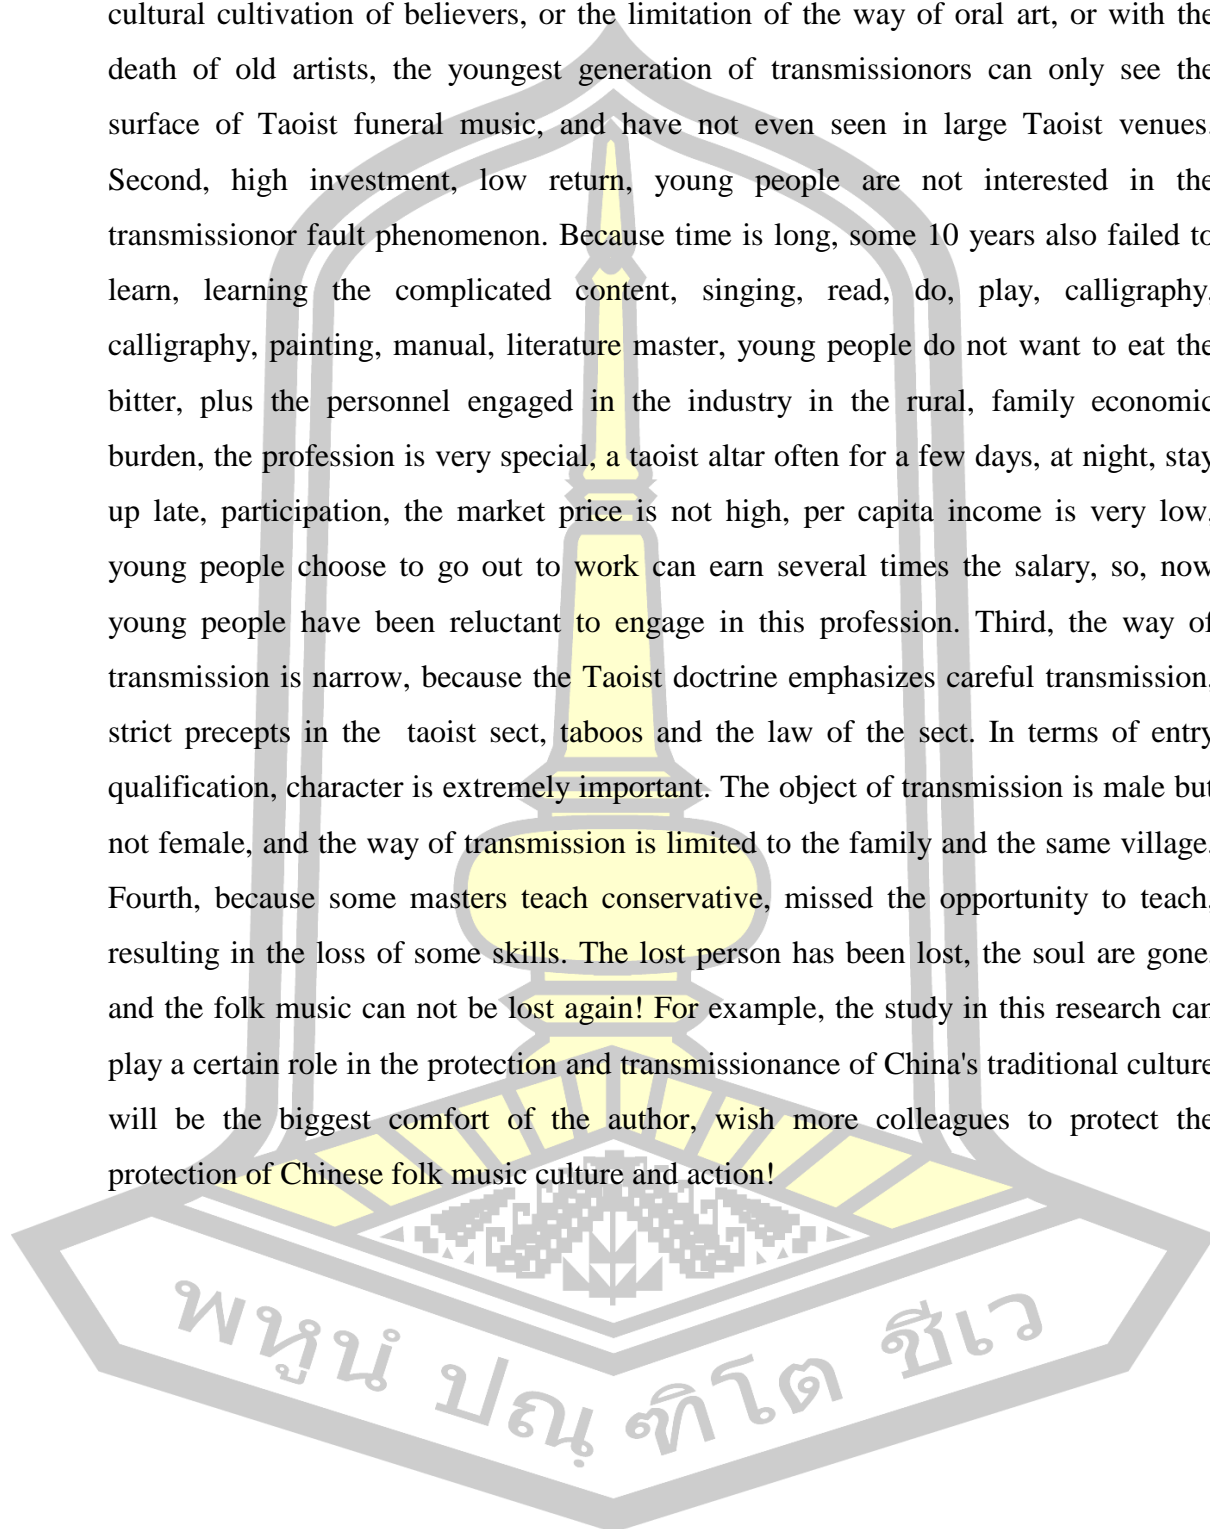 cultural cultivation of believers, or the limitation of the way of oral art, or with the
death of old artists, the youngest generation of transmissionors can only see the
surface of Taoist funeral music, and have not even seen in large Taoist venues.
Second, high investment, low return, young people are not interested in the
transmissionor fault phenomenon. Because time is long, some 10 years also failed to
learn, learning the complicated content, singing, read, do, play, calligraphy,
calligraphy, painting, manual, literature master, young people do not want to eat the
bitter, plus the personnel engaged in the industry in the rural, family economic
burden, the profession is very special, a taoist altar often for a few days, at night, stay
up late, participation, the market price is not high, per capita income is very low,
young people choose to go out to work can earn several times the salary, so, now
young people have been reluctant to engage in this profession. Third, the way of
transmission is narrow, because the Taoist doctrine emphasizes careful transmission,
strict precepts in the taoist sect, taboos and the law of the sect. In terms of entry
qualification, character is extremely important. The object of transmission is male but
not female, and the way of transmission is limited to the family and the same village.
Fourth, because some masters teach conservative, missed the opportunity to teach,
resulting in the loss of some skills. The lost person has been lost, the soul are gone,
and the folk music can not be lost again! For example, the study in this research can
play a certain role in the protection and transmissionance of China's traditional culture
will be the biggest comfort of the author, wish more colleagues to protect the
protection of Chinese folk music culture and action!
พหูนํ ปณฺฑิโต ชีเว